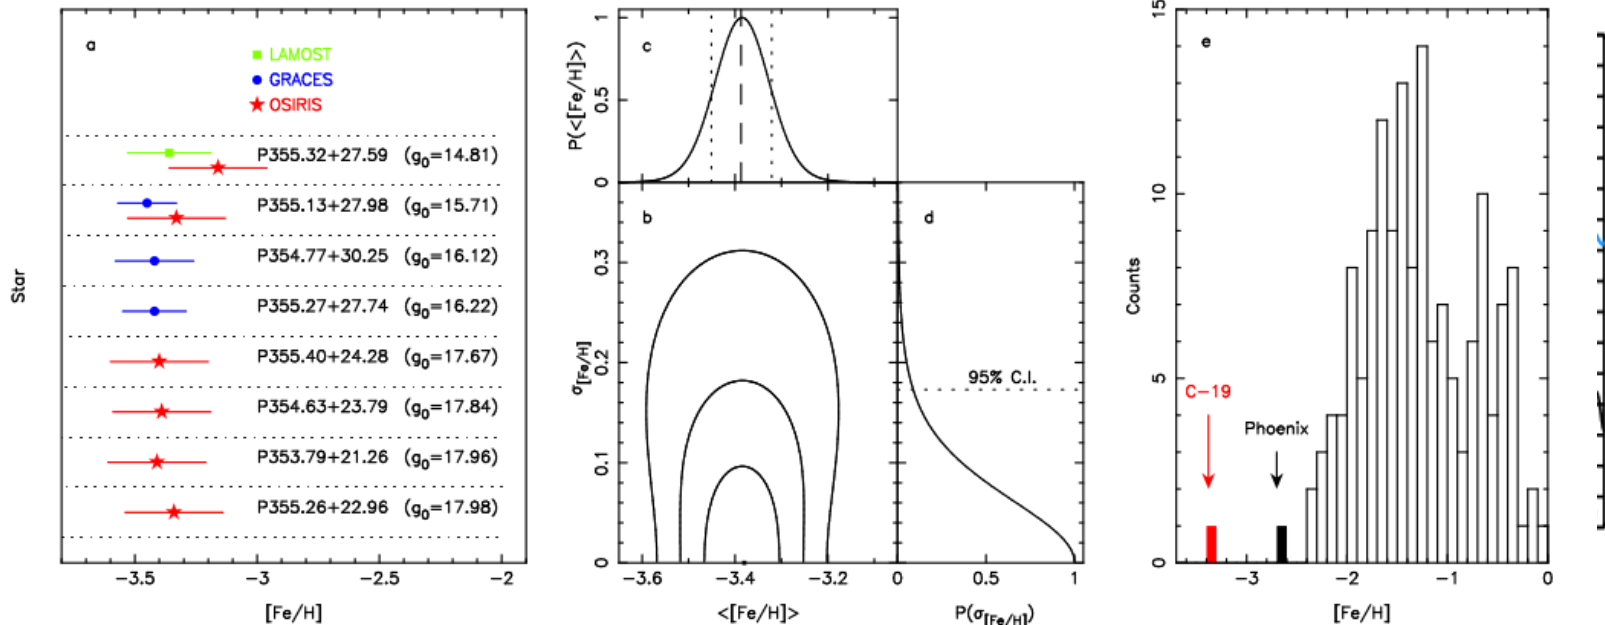 a
LAMOST
GRACES
OSIRIS
P355.32+27.59 (g0=14.81)
P355.13+27.98 (g0=15.71)
P354.77+30.25 (g0=16.12)
P355.27+27.74 (g0=16.22)
P355.40+24.28 (g0=17.67)
P354.63+23.79 (g0=17.84)
P353.79+21.26 (g0=17.96)
P355.26+22.96 (g0=17.98)
Star
−3.5 −3 −2.5 −2
[Fe/H]
c
P(<[Fe/H]>)
1
0.5
0
b
σ[Fe/H]
0.3
0.2
0.1
0
−3.6 −3.4 −3.2
<[Fe/H]>
d
95% C.I.
0 0.5 1
P(σ[Fe/H])
e
Counts
15
10
5
0
C−19
Phoenix
−3 −2 −1 0
[Fe/H]